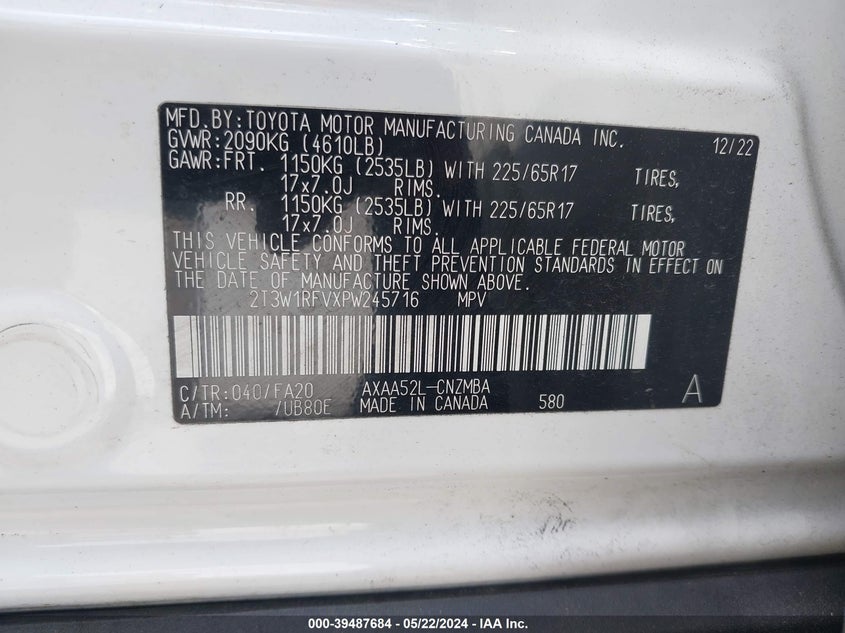 MFD.BY:TOYOTA MOTOR MANUFACTURING CANADA INC. 12/22
GVWR:2090KG (4610LB)
GAWR:FRT. 1150KG (2535LB) WITH 225/65R17 TIRES,
17x7.0J RIMS.
RR. 1150KG (2535LB) WITH 225/65R17 TIRES,
17x7.0J RIMS.
THIS VEHICLE CONFORMS TO ALL APPLICABLE FEDERAL MOTOR
VEHICLE SAFETY AND THEFT PREVENTION STANDARDS IN EFFECT ON
THE DATE OF MANUFACTURE SHOWN ABOVE.
2T3W1RFVXPW245716 MPV
C/TR:040/FA20 AXAA52L-CNZMBA A
A/TM: /UB80E MADE IN CANADA 580
000-39487684 / 05/22/2024 - IAA Inc.